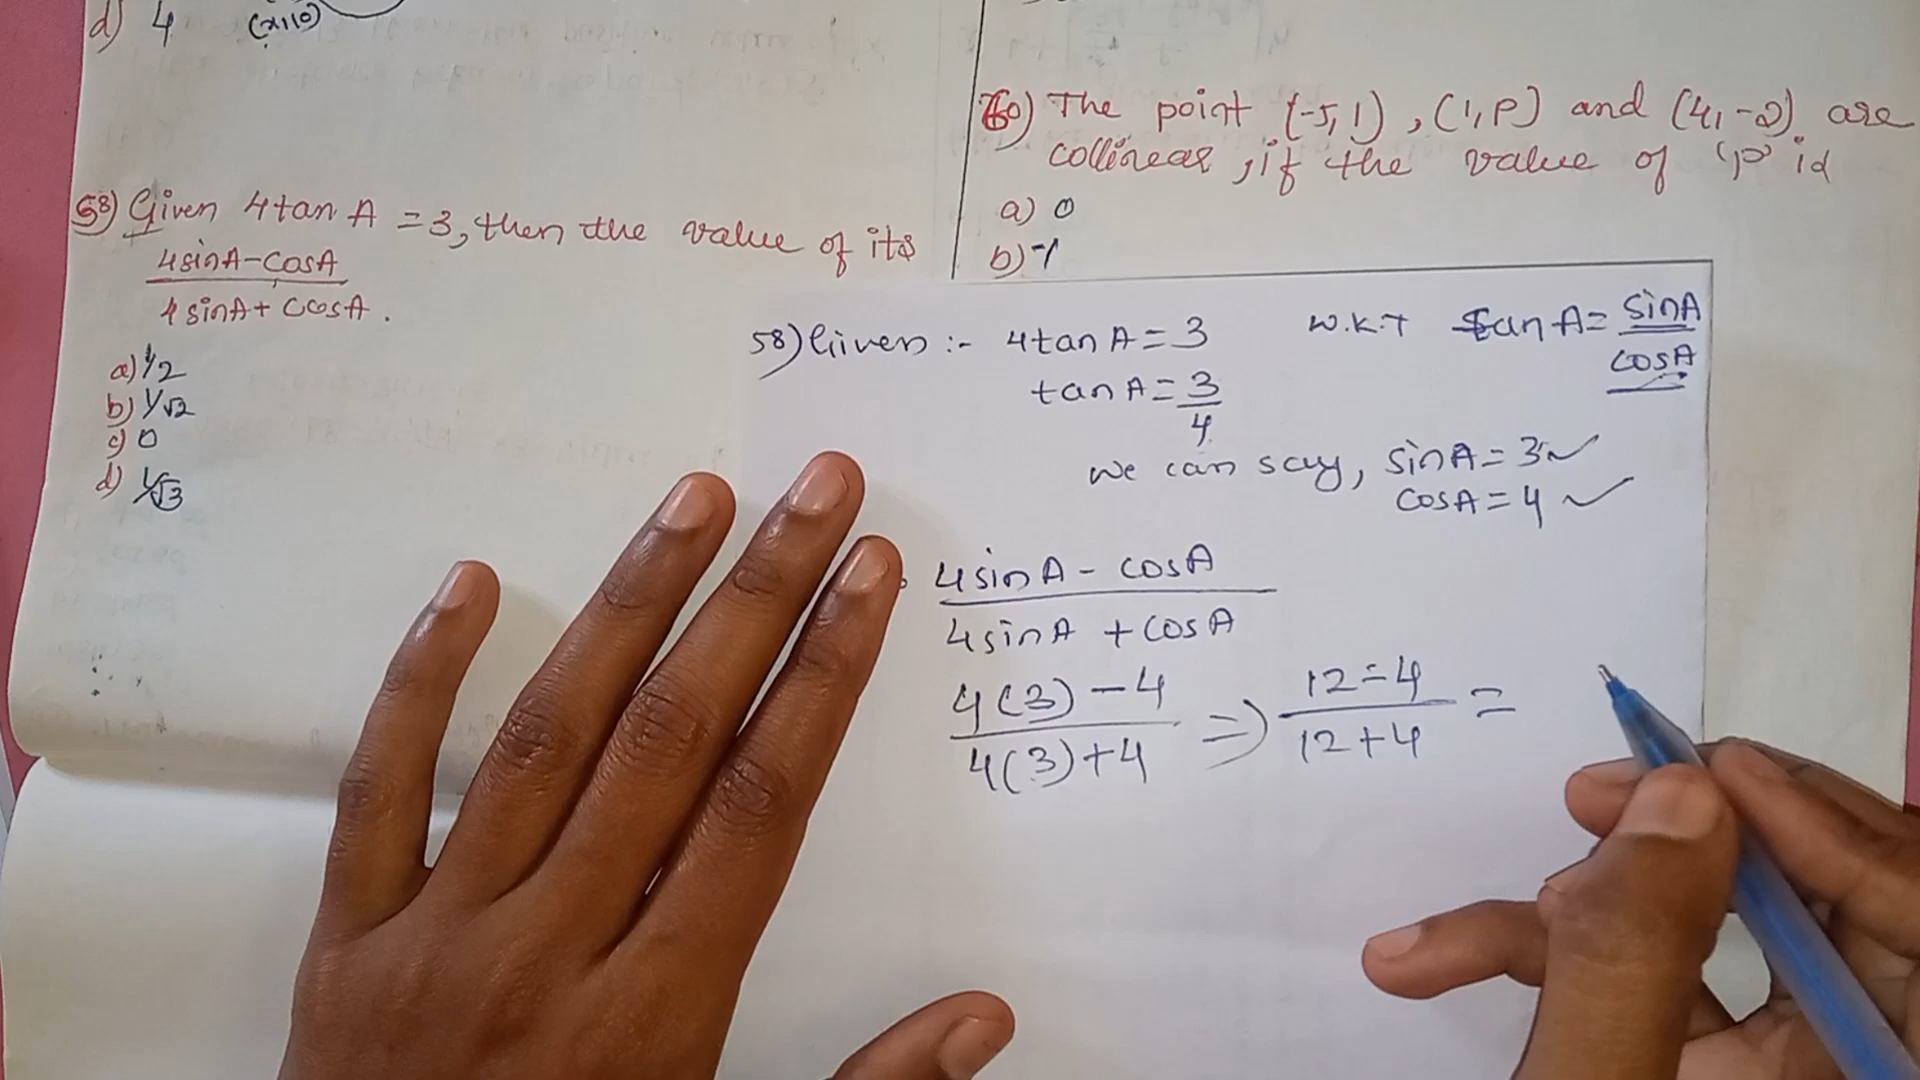 d) 4 (x110)
58) Given 4tan A = 3, then the value of its
4sinA-cosA
4sinA+ CcosA.
a) 1/2
b) 1/√2
c) 0
d) 1/√3
60) The point (-5,1), (1,P) and (4,-2) are
collinear, if the value of 'p' is
a) 0
b) -1
58) Given :- 4tan A = 3
tan A = 3
4
W.K.T tan A = sinA
cosA
we can say, sinA = 3
cosA = 4
4sinA - cosA
4sinA + cosA
4(3) - 4
4(3)+4
=> 12-4 =
12+4